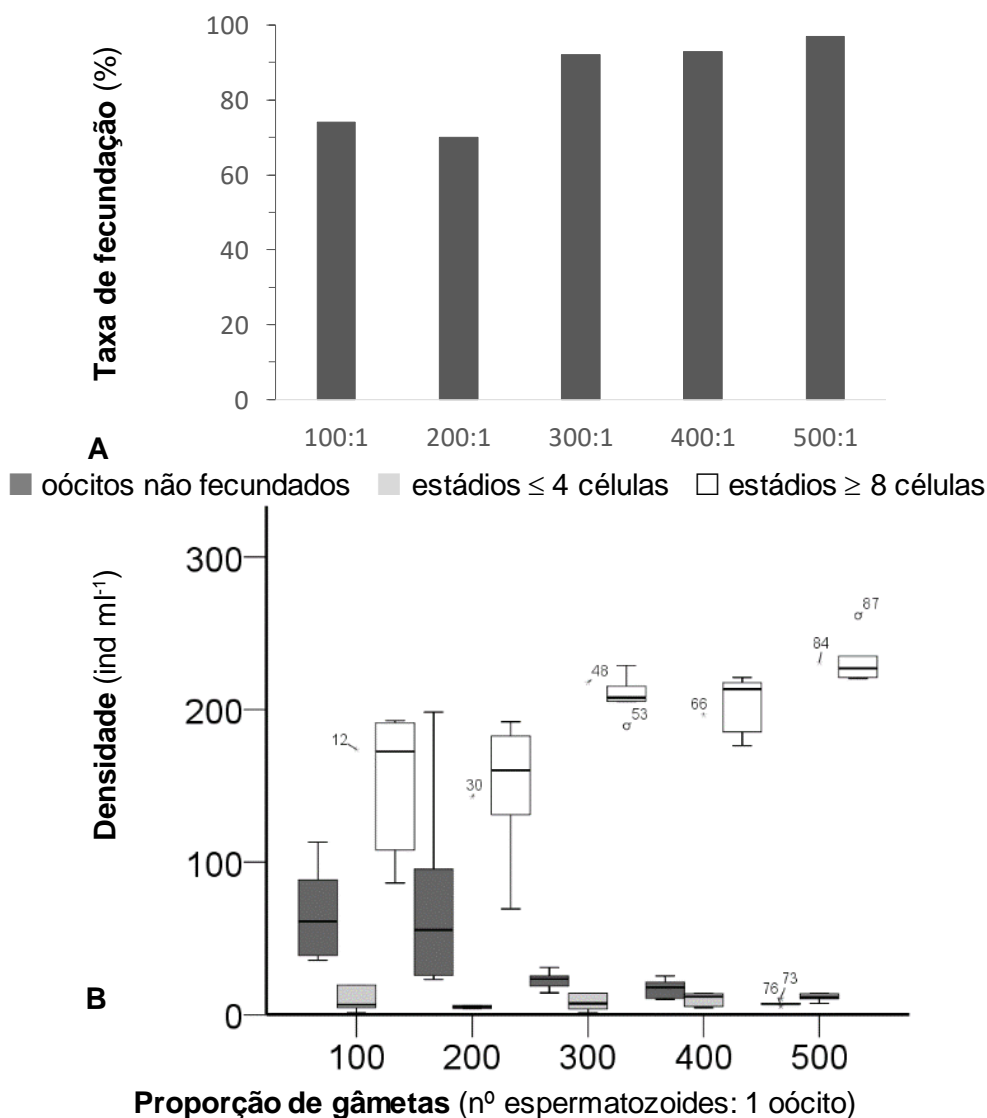 100
80
60
40
20
0
Taxa de fecundação (%)
100:1 200:1 300:1 400:1 500:1
A
oócitos não fecundados estádios ≤ 4 células estádios ≥ 8 células
300
200
100
0
Densidade (ind ml-1)
12
30
48
53
66
76
73
84
87
B
100 200 300 400 500
Proporção de gâmetas (nº espermatozoides: 1 oócito)